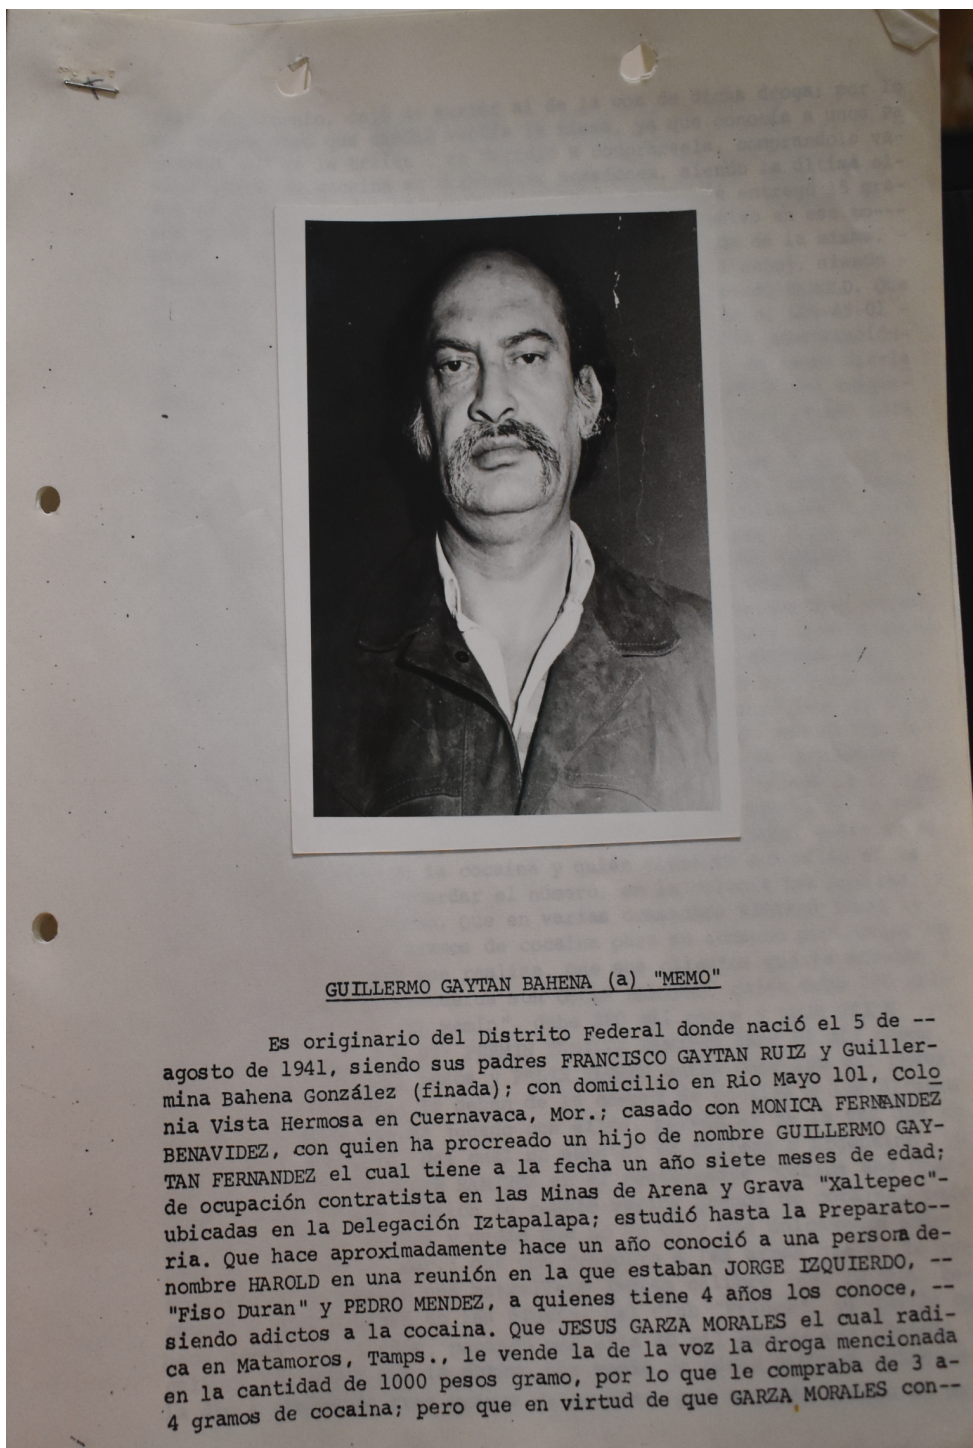 GUILLERMO GAYTAN BAHENA (a) "MEMO"
Es originario del Distrito Federal donde nació el 5 de --
agosto de 1941, siendo sus padres FRANCISCO GAYTAN RUIZ y Guiller-
mina Bahena González (finada); con domicilio en Rio Mayo 101, Colo
nia Vista Hermosa en Cuernavaca, Mor.; casado con MONICA FERNANDEZ
BENAVIDEZ, con quien ha procreado un hijo de nombre GUILLERMO GAY-
TAN FERNANDEZ el cual tiene a la fecha un año siete meses de edad;
de ocupación contratista en las Minas de Arena y Grava "Xaltepec"-
ubicadas en la Delegación Iztapalapa; estudió hasta la Preparato--
ria. Que hace aproximadamente hace un año conoció a una persona de-
nombre HAROLD en una reunión en la que estaban JORGE IZQUIERDO, --
"Fiso Duran" y PEDRO MENDEZ, a quienes tiene 4 años los conoce, --
siendo adictos a la cocaina. Que JESUS GARZA MORALES el cual radi-
ca en Matamoros, Tamps., le vende la de la voz la droga mencionada
en la cantidad de 1000 pesos gramo, por lo que le compraba de 3 a-
4 gramos de cocaina; pero que en virtud de que GARZA MORALES con--